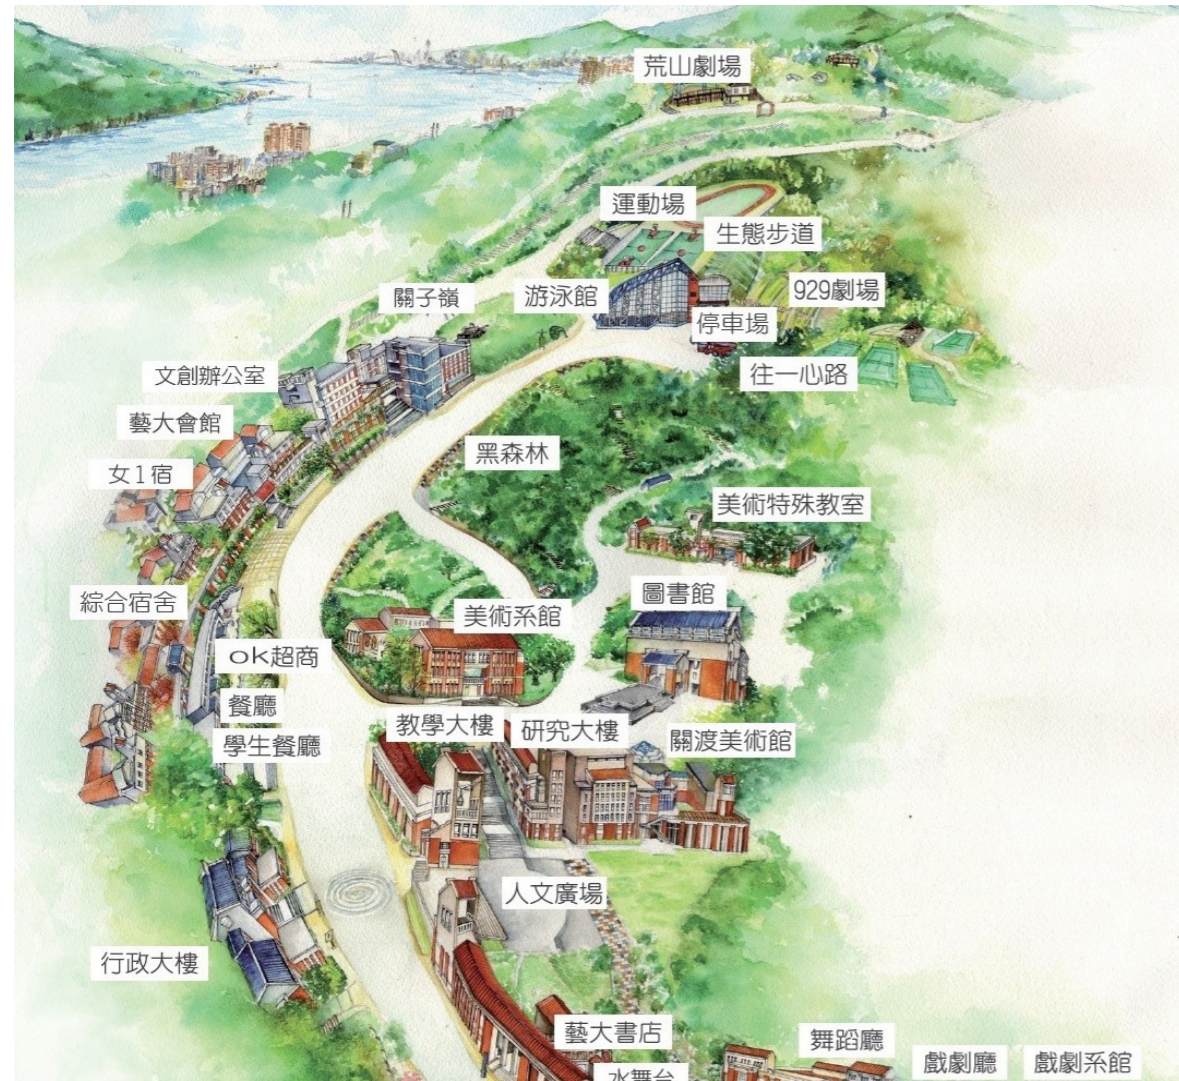 荒山劇場
運動場
生態步道
929劇場
游泳館
關子嶺
停車場
往一心路
文創辦公室
藝大會館
女1宿
黑森林
美術特殊教室
綜合宿舍
美術系館
圖書館
ok超商
餐廳
學生餐廳
教學大樓
研究大樓
關渡美術館
人文廣場
行政大樓
藝大書店
舞蹈廳
戲劇廳
戲劇系館
水舞台